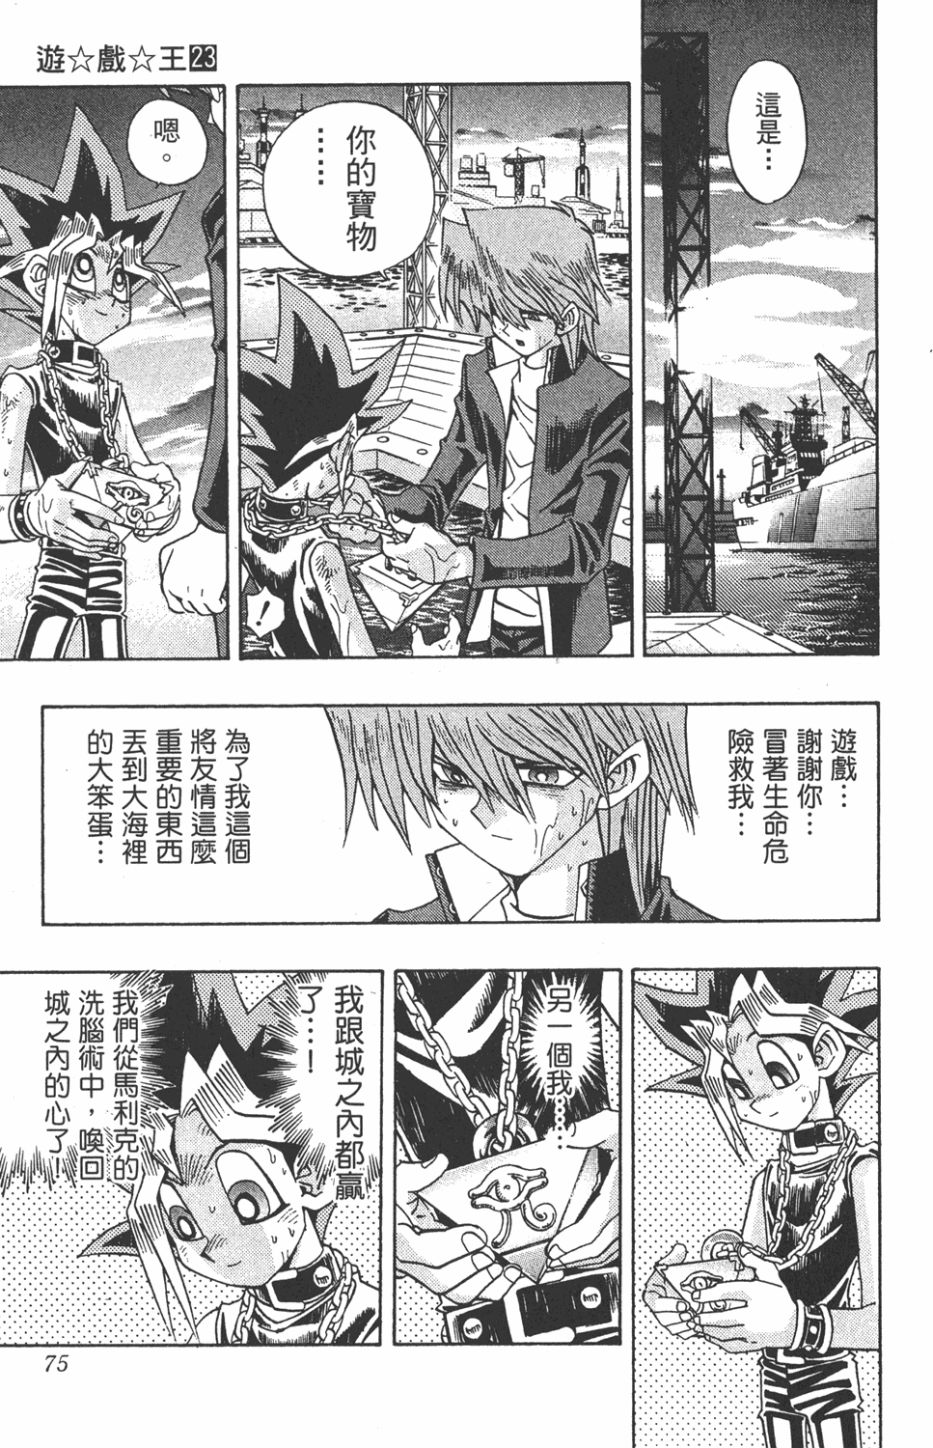 遊☆戲☆王23
這是…
你的寶物
……
嗯。
!
遊戲…
謝謝你…
冒著生命危
險救我…
為了我這個
將友情這麼
重要的東西
丟到大海裡
的大笨蛋…
另一個我……
我跟城之內都贏
了…!
我們從馬利克的
洗腦術中,喚回
城之內的心了!
75